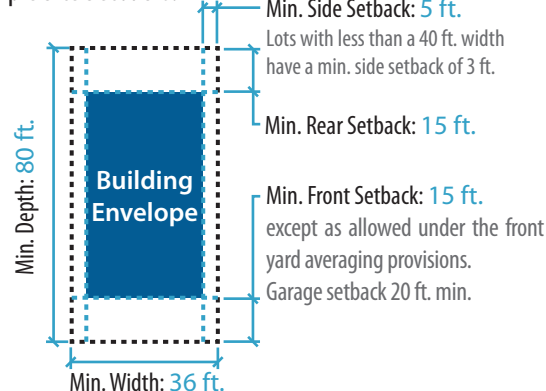 Min. Side Setback: 5 ft.
Lots with less than a 40 ft. width
have a min. side setback of 3 ft.
Min. Rear Setback: 15 ft.
Building
Envelope
Min. Depth: 80 ft.
Min. Front Setback: 15 ft.
except as allowed under the front
yard averaging provisions.
Garage setback 20 ft. min.
Min. Width: 36 ft.